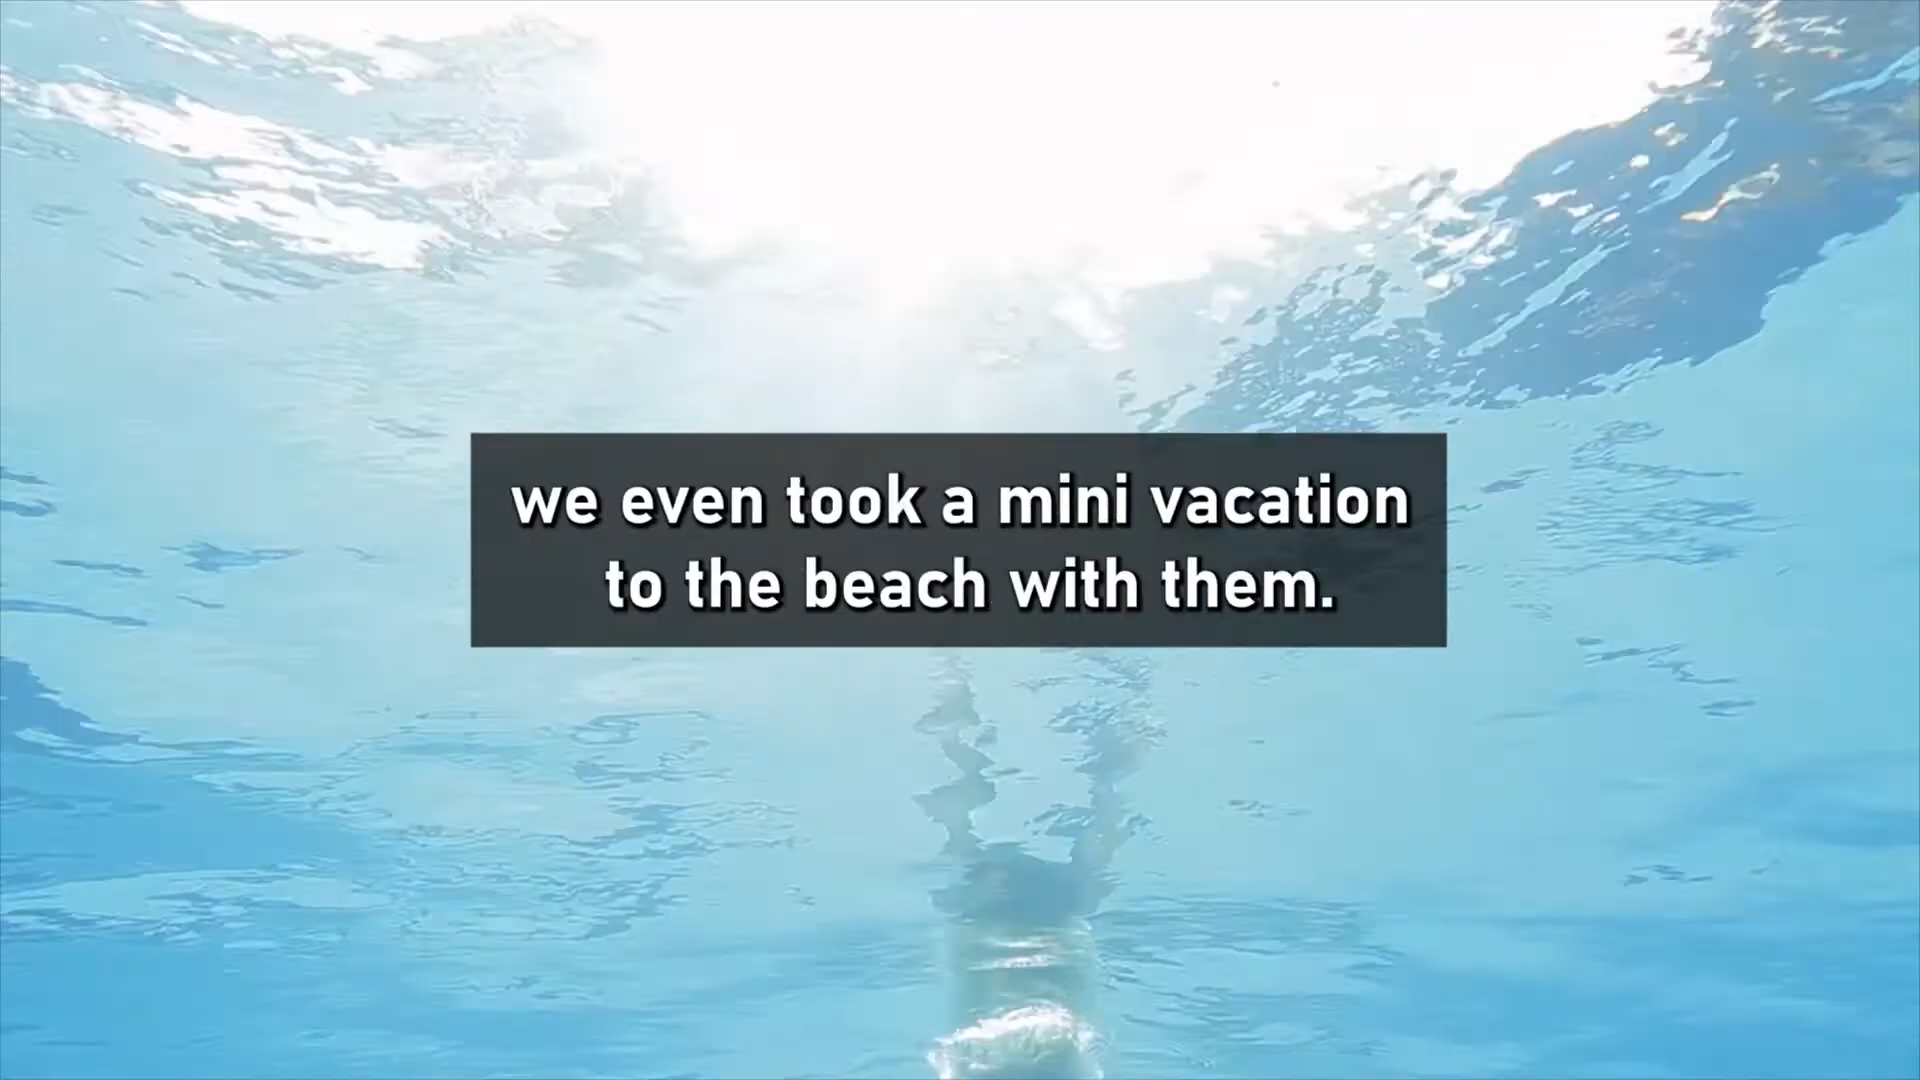 we even took a mini vacation
to the beach with them.